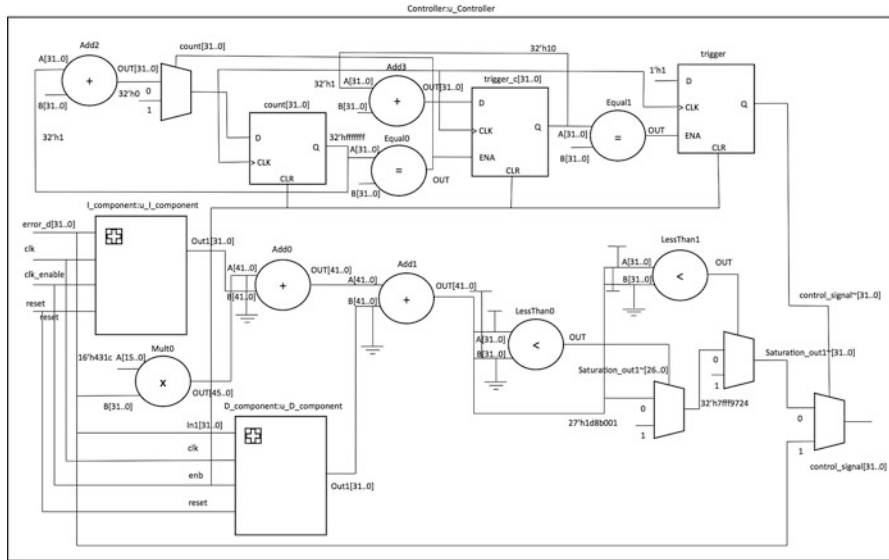 Controller:u_Controller
Add2
A[31..0]
+
OUT[31..0]
B[31..0]
32'h1
count[31..0]
32'h0
0
1
count[31..0]
D
Q
CLK
CLR
32'hffffffff
Equal0
A[31..0]
=
B[31..0]
OUT
32'h10
32'h1
Add3
A[31..0]
+
OUT[31..0]
B[31..0]
trigger_c[31..0]
D
Q
CLK
ENA
CLR
Equal1
A[31..0]
=
OUT
B[31..0]
trigger
1'h1
D
Q
CLK
ENA
CLR
I_component:u_I_component
error_d[31..0]
clk
clk_enable
reset
reset
Out1[31..0]
Add0
A[41..0]
+
OUT[41..0]
B[41..0]
Add1
A[41..0]
+
OUT[41..0]
B[41..0]
16'h431c
Mult0
A[15..0]
x
B[31..0]
OUT[45..0]
D_component:u_D_component
In1[31..0]
clk
enb
reset
Out1[31..0]
LessThan0
A[31..0]
<
OUT
B[31..0]
LessThan1
A[31..0]
<
OUT
B[31..0]
Saturation_out1~[26..0]
0
1
27'h1d8b001
0
1
32'h7fff9724
control_signal~[31..0]
Saturation_out1~[31..0]
0
1
control_signal[31..0]